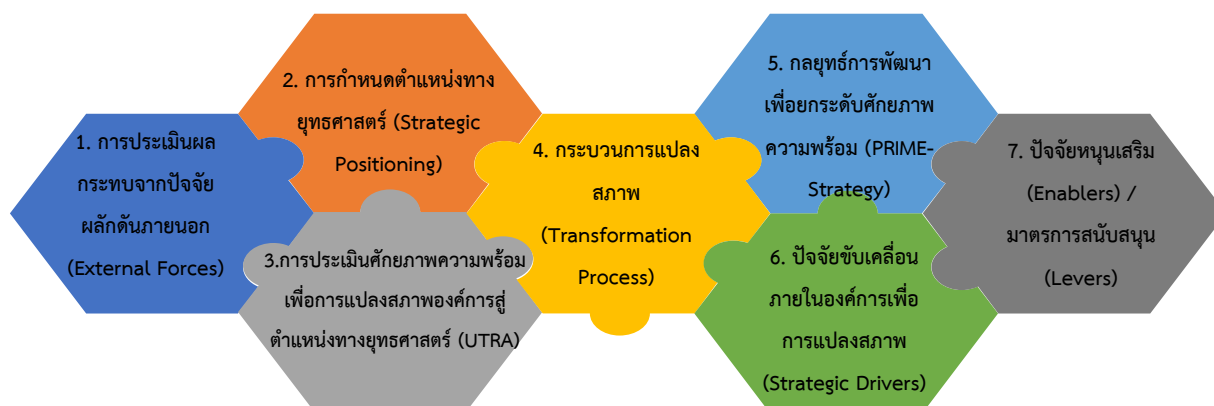 1. การประเมินผล
กระทบจากปัจจัย
ผลักดันภายนอก
(External Forces)
2. การกำหนดตำแหน่งทาง
ยุทธศาสตร์ (Strategic
Positioning)
3.การประเมินศักยภาพความพร้อม
เพื่อการแปลงสภาพองค์การสู่
ตำแหน่งทางยุทธศาสตร์ (UTRA)
4. กระบวนการแปลง
สภาพ
(Transformation
Process)
5. กลยุทธ์การพัฒนา
เพื่อยกระดับศักยภาพ
ความพร้อม (PRIME-
Strategy)
6. ปัจจัยขับเคลื่อน
ภายในองค์การเพื่อ
การแปลงสภาพ
(Strategic Drivers)
7. ปัจจัยหนุนเสริม
(Enablers) /
มาตรการสนับสนุน
(Levers)